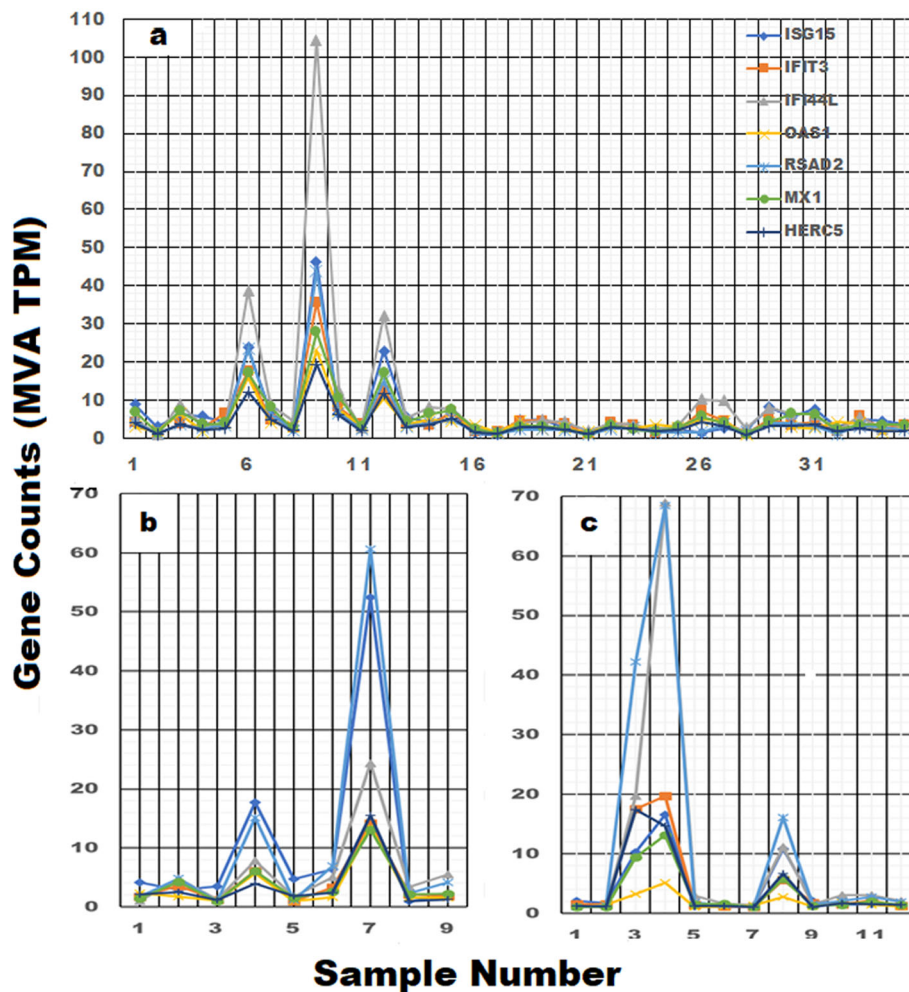 a
110
100
90
80
70
60
50
40
30
20
10
0
1 6 11 16 21 26 31
ISG15
IFIT3
IFI44L
OAS1
RSAD2
MX1
HERC5
Gene Counts (MVA TPM)
b
70
60
50
40
30
20
10
0
1 3 5 7 9
c
70
60
50
40
30
20
10
0
1 3 5 7 9 11
Sample Number